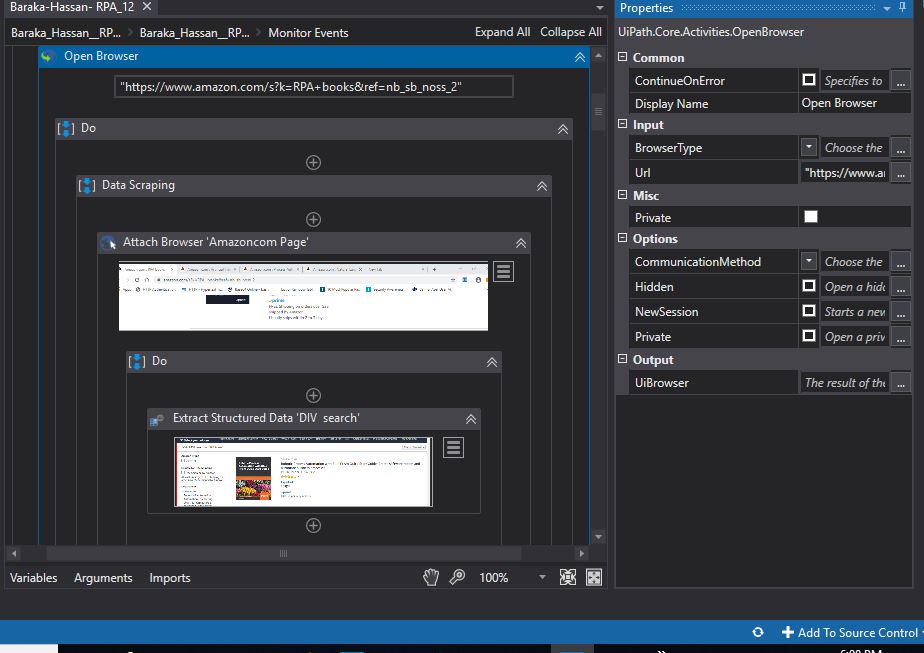 Baraka-Hassan- RPA_12
Baraka_Hassan__RP... > Baraka_Hassan__RP... > Monitor Events
Expand All Collapse All
Open Browser
"https://www.amazon.com/s?k=RPA+books&ref=nb_sb_noss_2"
Do
Data Scraping
Attach Browser 'Amazoncom Page'
Do
Extract Structured Data 'DIV search'
Variables Arguments Imports
100%
Properties
UiPath.Core.Activities.OpenBrowser
Common
ContinueOnError Specifies to ...
Display Name Open Browser
Input
BrowserType Choose the ...
Url "https://www.a ...
Misc
Private
Options
CommunicationMethod Choose the ...
Hidden Open a hid ...
NewSession Starts a new ...
Private Open a priv ...
Output
UiBrowser The result of the ...
Add To Source Control